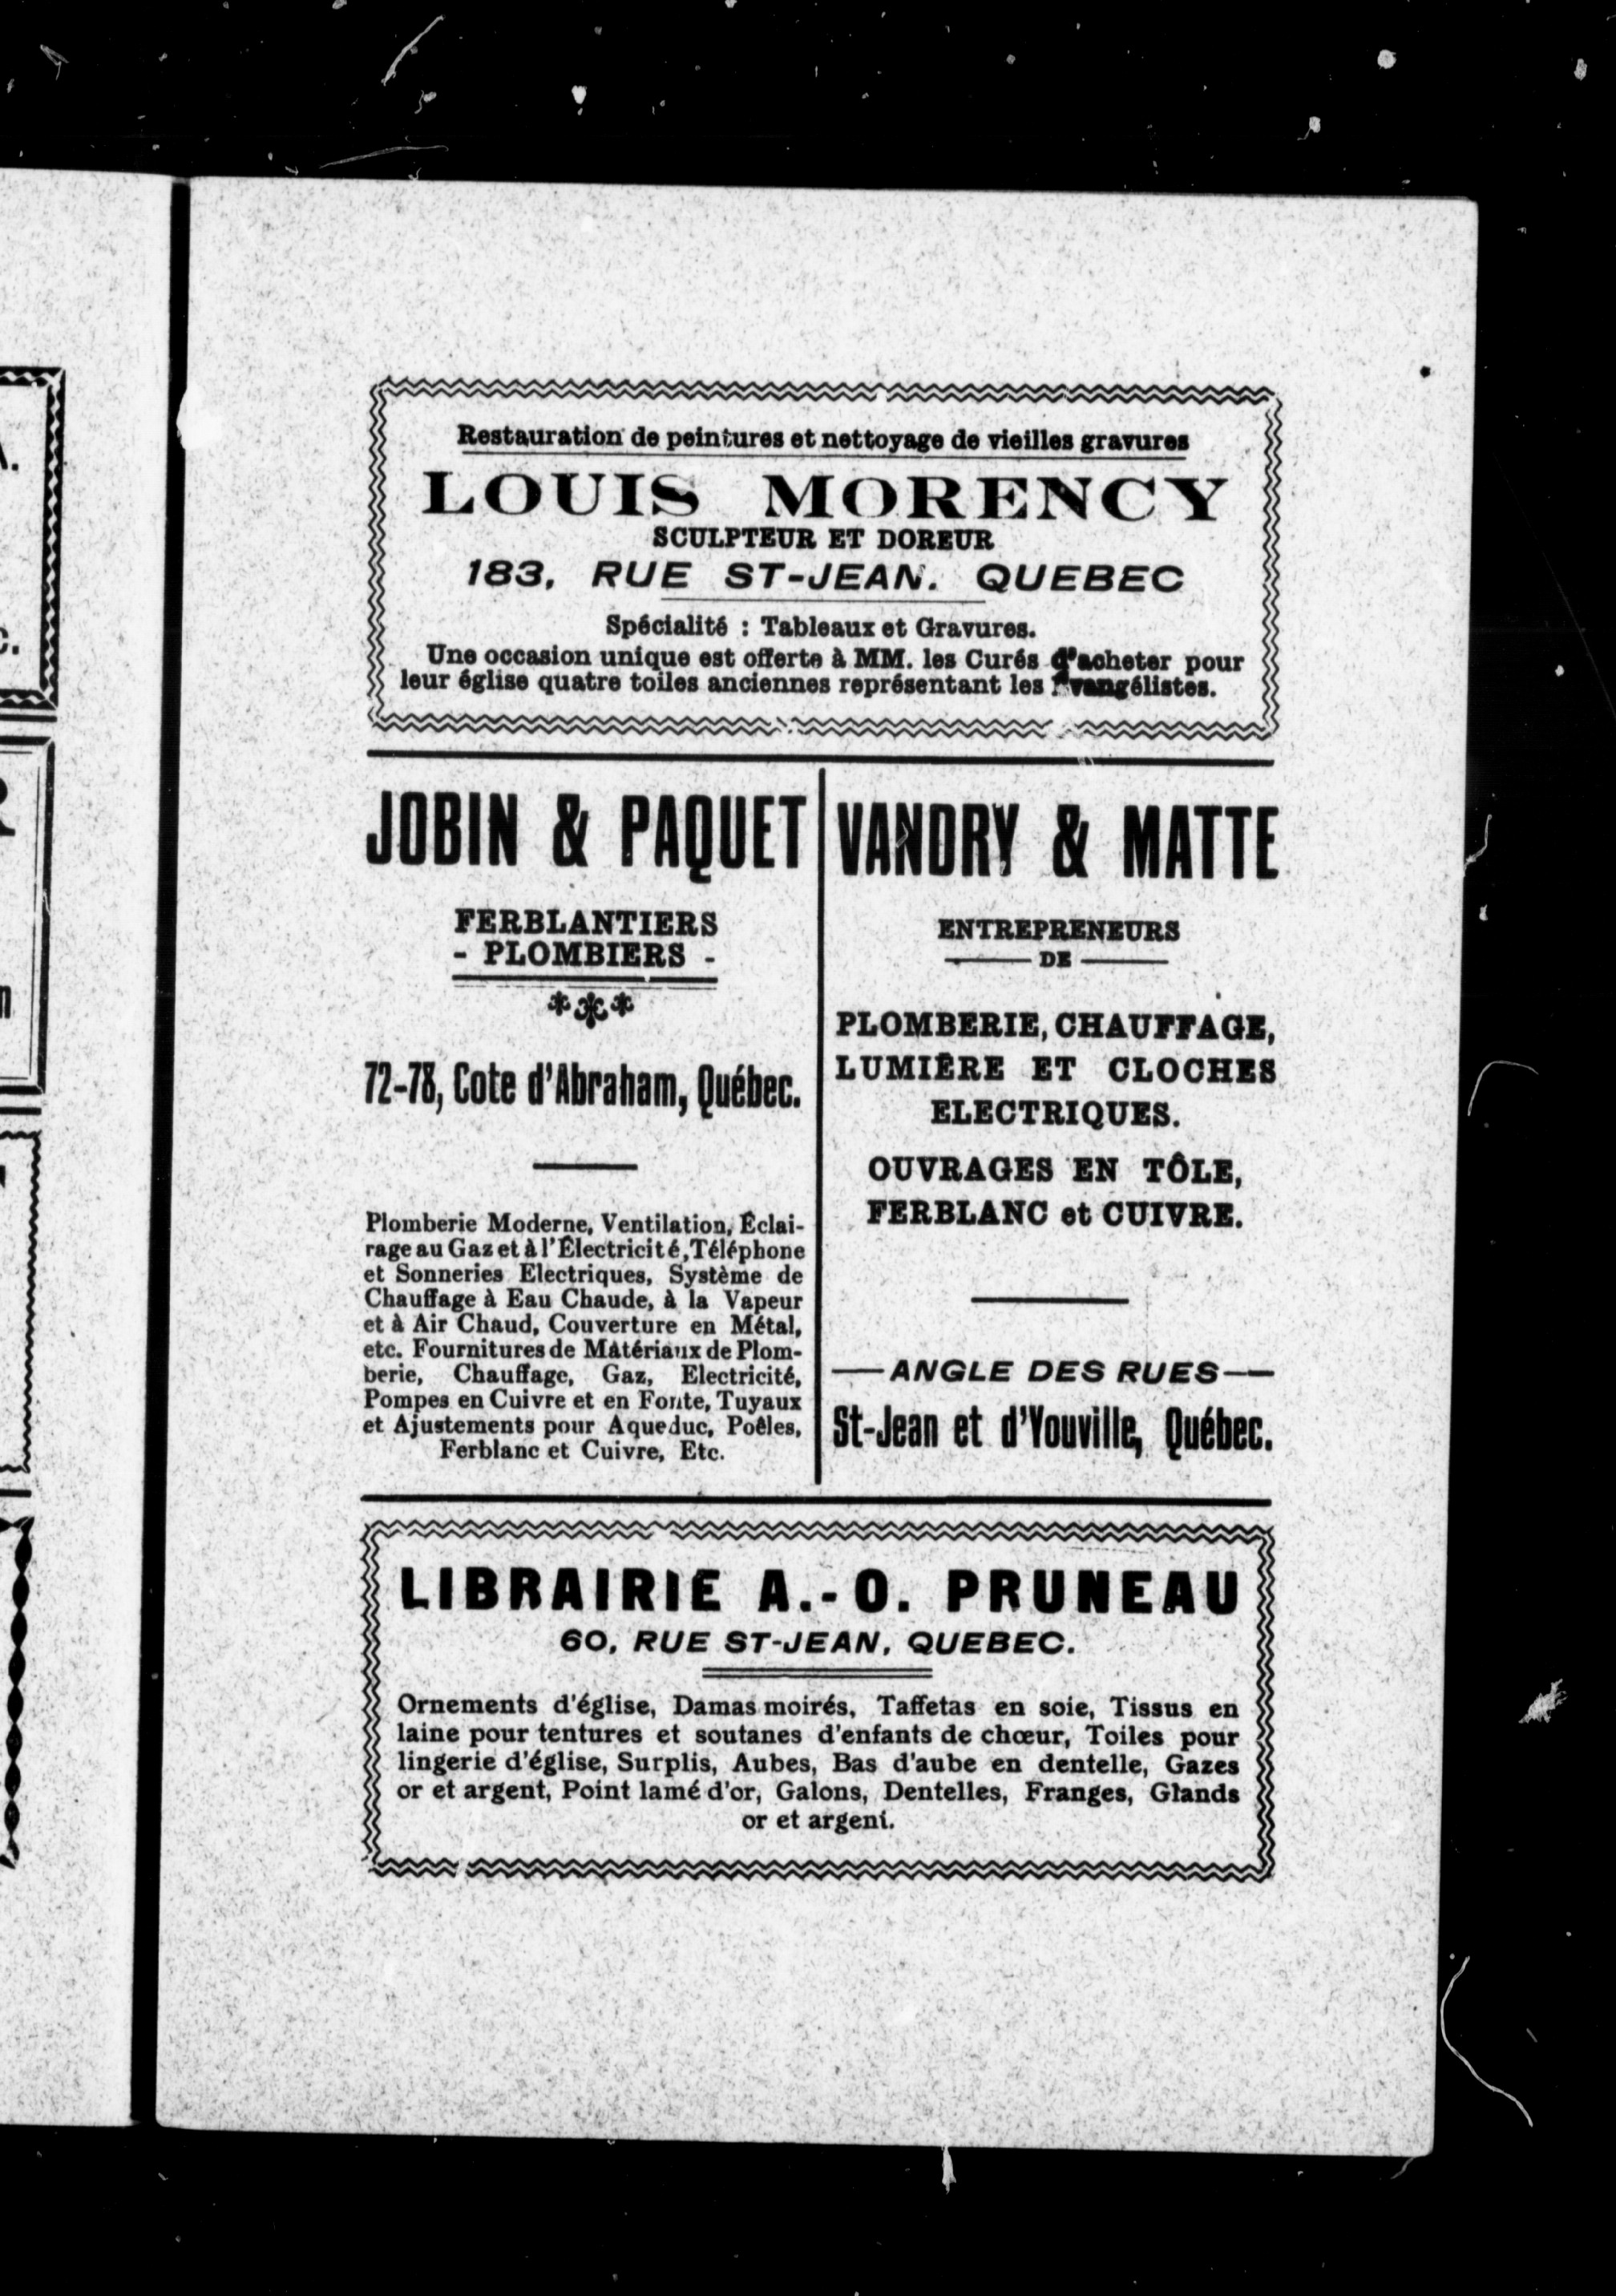 Restauration de peintures et nettoyage de vieilles gravures
LOUIS MORENCY
SCULPTEUR ET DOREUR
183, RUE ST-JEAN. QUEBEC
Spécialité : Tableaux et Gravures.
Une occasion unique est offerte à MM. les Curés d'acheter pour
leur église quatre toiles anciennes représentant les Evangélistes.
JOBIN & PAQUET
FERBLANTIERS
- PLOMBIERS -
72-78, Cote d'Abraham, Québec.
Plomberie Moderne, Ventilation, Éclai-
rage au Gaz et à l'Électricité, Téléphone
et Sonneries Electriques, Système de
Chauffage à Eau Chaude, à la Vapeur
et à Air Chaud, Couverture en Métal,
etc. Fournitures de Matériaux de Plom-
berie, Chauffage, Gaz, Electricité,
Pompes en Cuivre et en Fonte, Tuyaux
et Ajustements pour Aqueduc, Poêles,
Ferblanc et Cuivre, Etc.
VANDRY & MATTE
ENTREPRENEURS
DE
PLOMBERIE, CHAUFFAGE,
LUMIÈRE ET CLOCHES
ELECTRIQUES.
OUVRAGES EN TÔLE,
FERBLANC et CUIVRE.
—ANGLE DES RUES—
St-Jean et d'Youville, Québec.
LIBRAIRIE A.-O. PRUNEAU
60, RUE ST-JEAN, QUEBEC.
Ornements d'église, Damas moirés, Taffetas en soie, Tissus en
laine pour tentures et soutanes d'enfants de chœur, Toiles pour
lingerie d'église, Surplis, Aubes, Bas d'aube en dentelle, Gazes
or et argent, Point lamé d'or, Galons, Dentelles, Franges, Glands
or et argent.